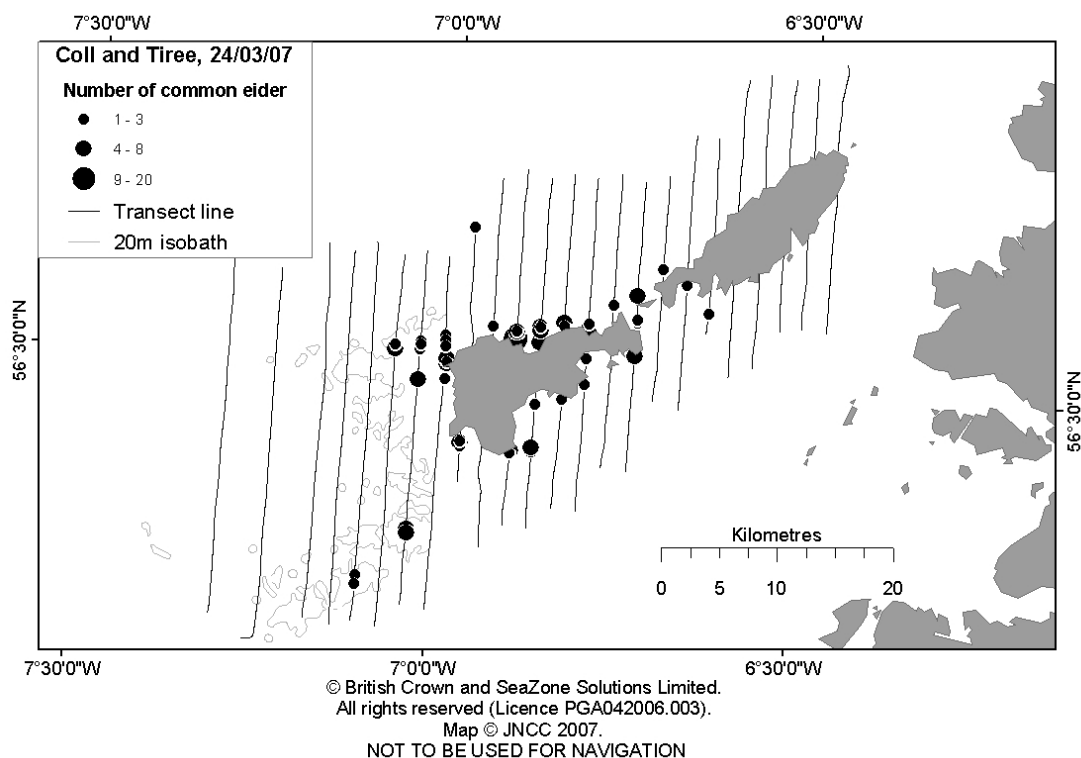 7°30'0"W 7°0'0"W 6°30'0"W
Coll and Tiree, 24/03/07
Number of common eider
1 - 3
4 - 8
9 - 20
Transect line
20m isobath
56°30'0"N
56°30'0"N
Kilometres
0 5 10 20
7°30'0"W 7°0'0"W 6°30'0"W
© British Crown and SeaZone Solutions Limited.
All rights reserved (Licence PGA042006.003).
Map © JNCC 2007.
NOT TO BE USED FOR NAVIGATION